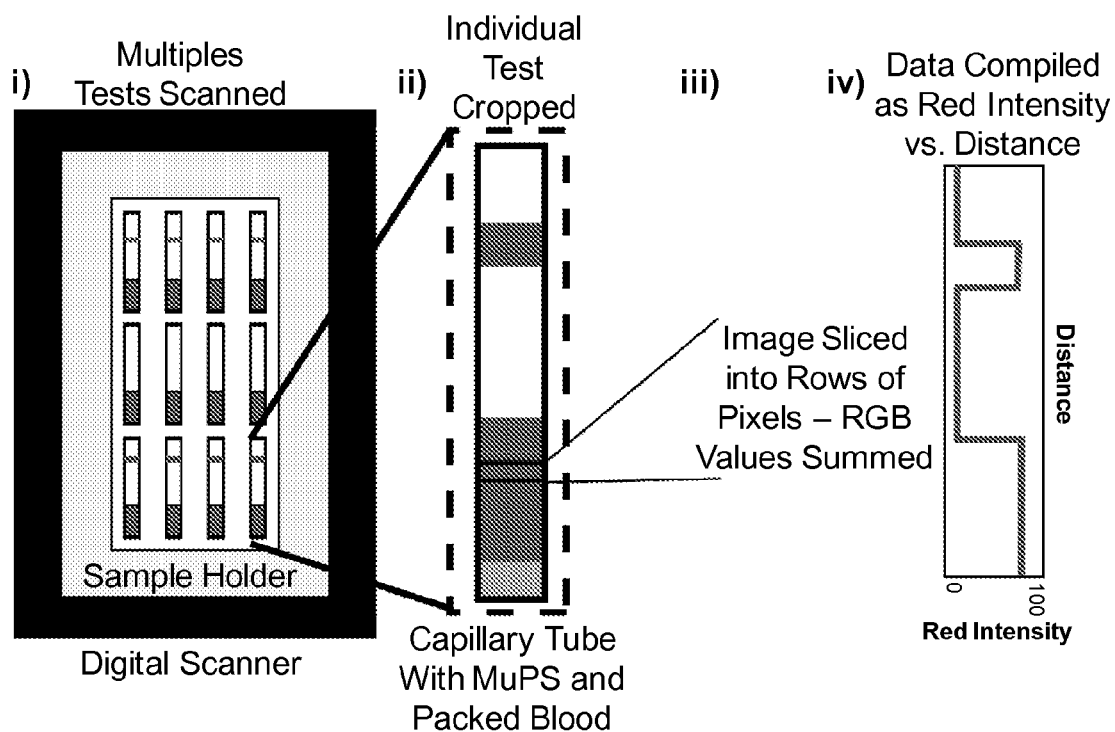 i)
Multiples
Tests Scanned
Sample Holder
Digital Scanner
ii)
Individual
Test
Cropped
Capillary Tube
With MuPS and
Packed Blood
iii)
Image Sliced
into Rows of
Pixels – RGB
Values Summed
iv)
Data Compiled
as Red Intensity
vs. Distance
Distance
0
100
Red Intensity